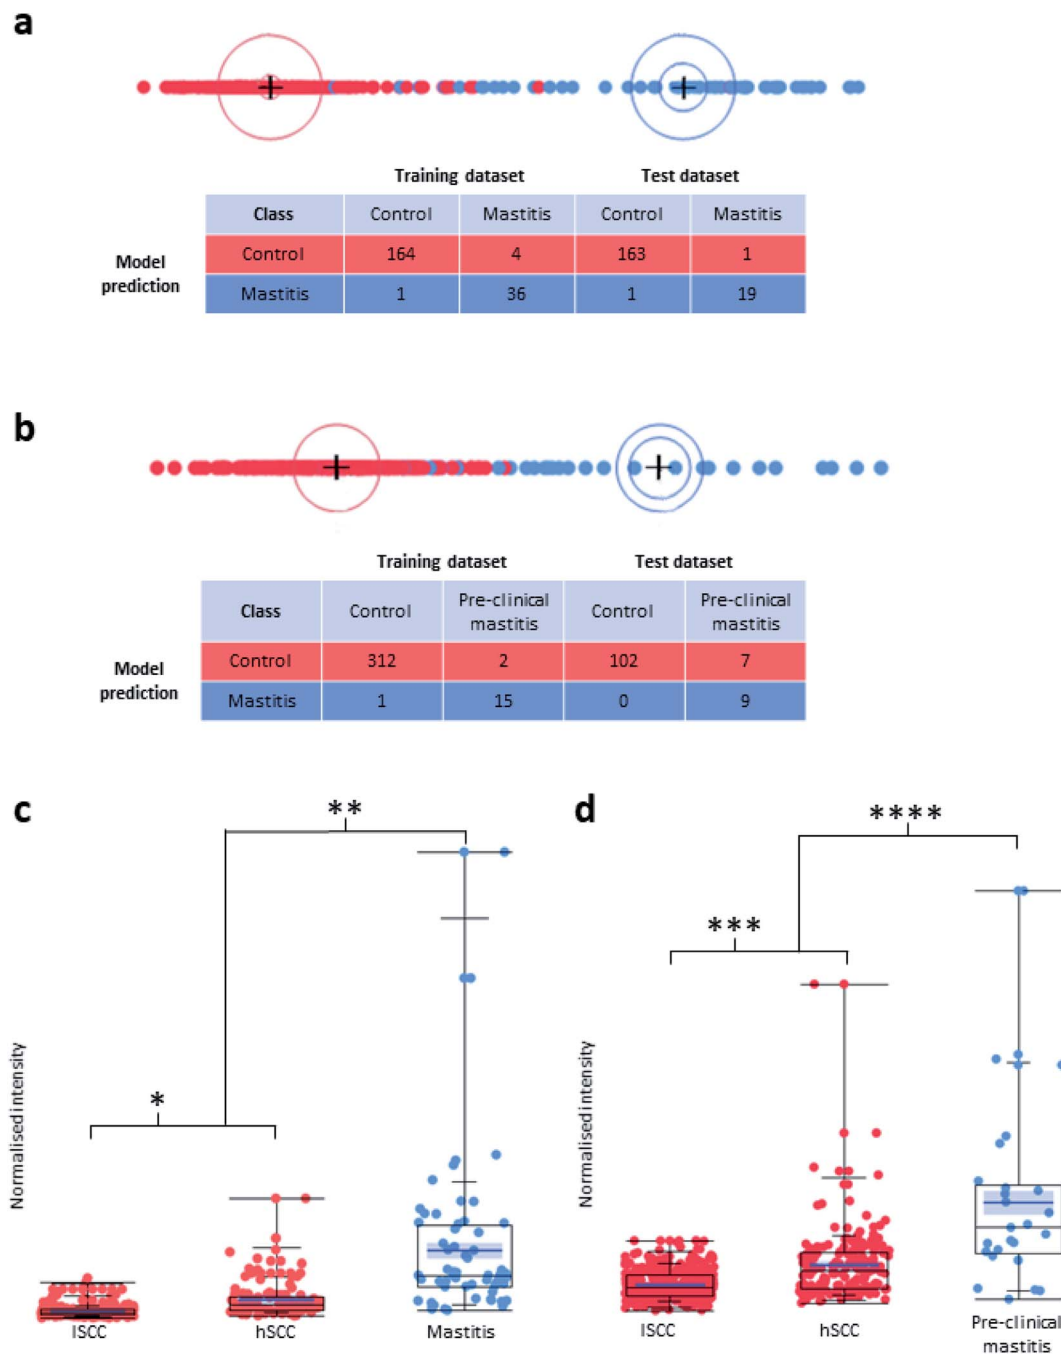 a
Training dataset Test dataset
Class Control Mastitis Control Mastitis
Model prediction
Control 164 4 163 1
Mastitis 1 36 1 19
b
Training dataset Test dataset
Class Control Pre-clinical mastitis Control Pre-clinical mastitis
Model prediction
Control 312 2 102 7
Mastitis 1 15 0 9
c
**
*
Normalised intensity
lSCC hSCC Mastitis
d
****
***
Normalised intensity
lSCC hSCC Pre-clinical
mastitis